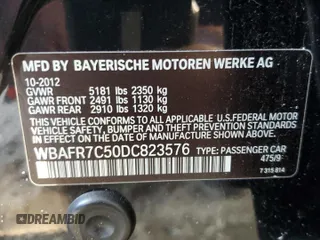 MFD BY BAYERISCHE MOTOREN WERKE AG
10-2012
GVWR 5181 lbs 2350 kg
GAWR FRONT 2491 lbs 1130 kg
GAWR REAR 2910 lbs 1320 kg
THIS VEHICLE CONFORMS TO ALL APPLICABLE U.S. FEDERAL MOTOR
VEHICLE SAFETY, BUMPER, AND THEFT PREVENTION STANDARDS
IN EFFECT ON THE DATE OF MANUFACTURE SHOWN ABOVE.
WBAFR7C50DC823576 TYPE: PASSENGER CAR
475/9
7 315 814
DREAMBID